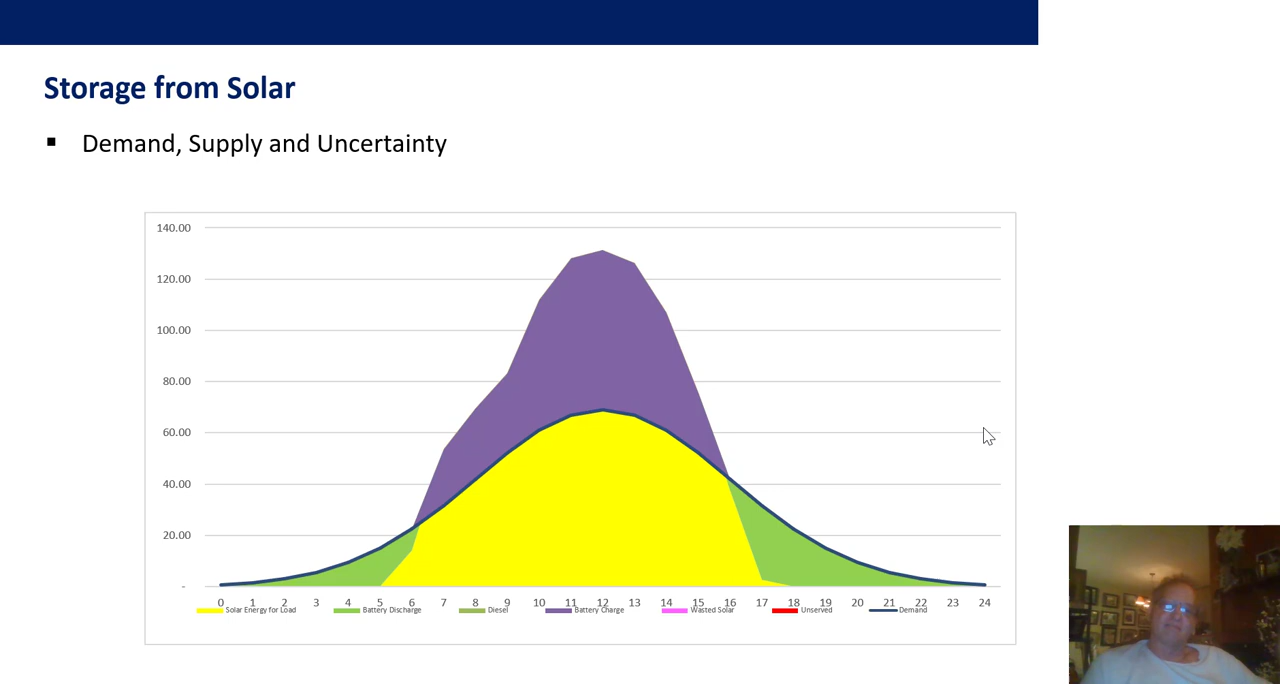 Storage from Solar
▪ Demand, Supply and Uncertainty
140.00
120.00
100.00
80.00
60.00
40.00
20.00
-
0 1 2 3 4 5 6 7 8 9 10 11 12 13 14 15 16 17 18 19 20 21 22 23 24
Solar Energy for Load Battery Discharge Diesel Battery Charge Wasted Solar Unserved Demand